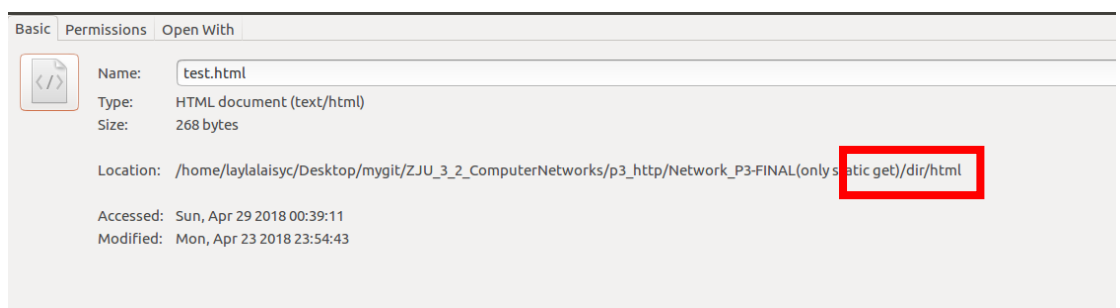 Basic Permissions Open With
Name: test.html
Type: HTML document (text/html)
Size: 268 bytes
Location: /home/laylalaisyc/Desktop/mygit/ZJU_3_2_ComputerNetworks/p3_http/Network_P3-FINAL(only static get)/dir/html
Accessed: Sun, Apr 29 2018 00:39:11
Modified: Mon, Apr 23 2018 23:54:43